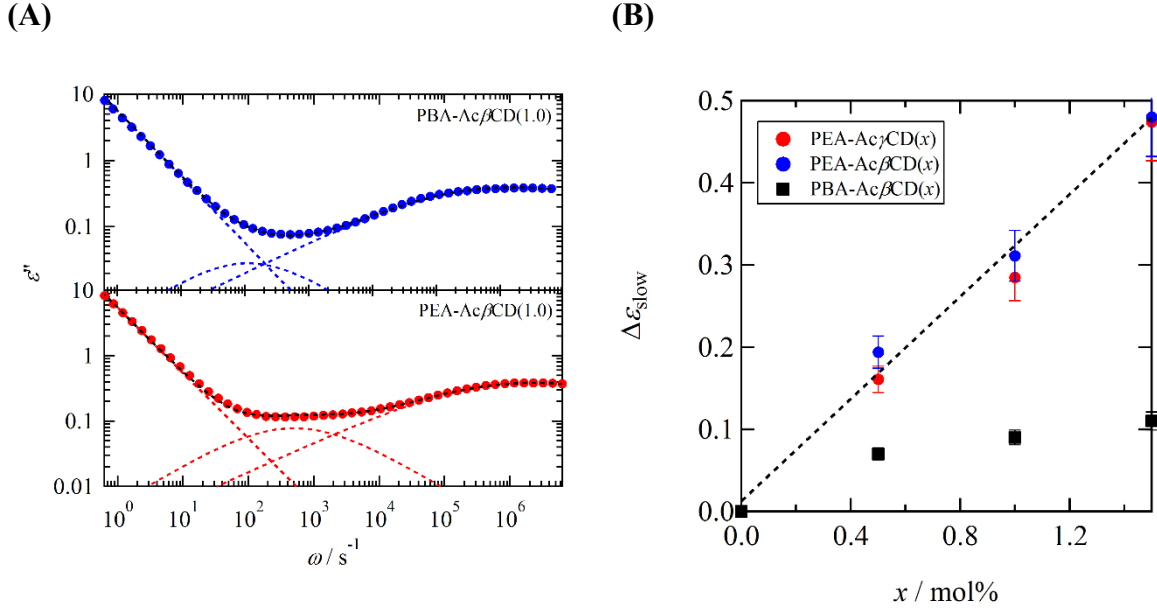 (A)
(B)
10
1
0.1
10
1
0.1
0.01
ε"
PBA-AcβCD(1.0)
PEA-AcβCD(1.0)
10⁰ 10¹ 10² 10³ 10⁴ 10⁵ 10⁶
ω / s⁻¹
0.5
0.4
0.3
0.2
0.1
0.0
Δε_slow
PEA-AcγCD(x)
PEA-AcβCD(x)
PBA-AcβCD(x)
0.0 0.4 0.8 1.2
x / mol%